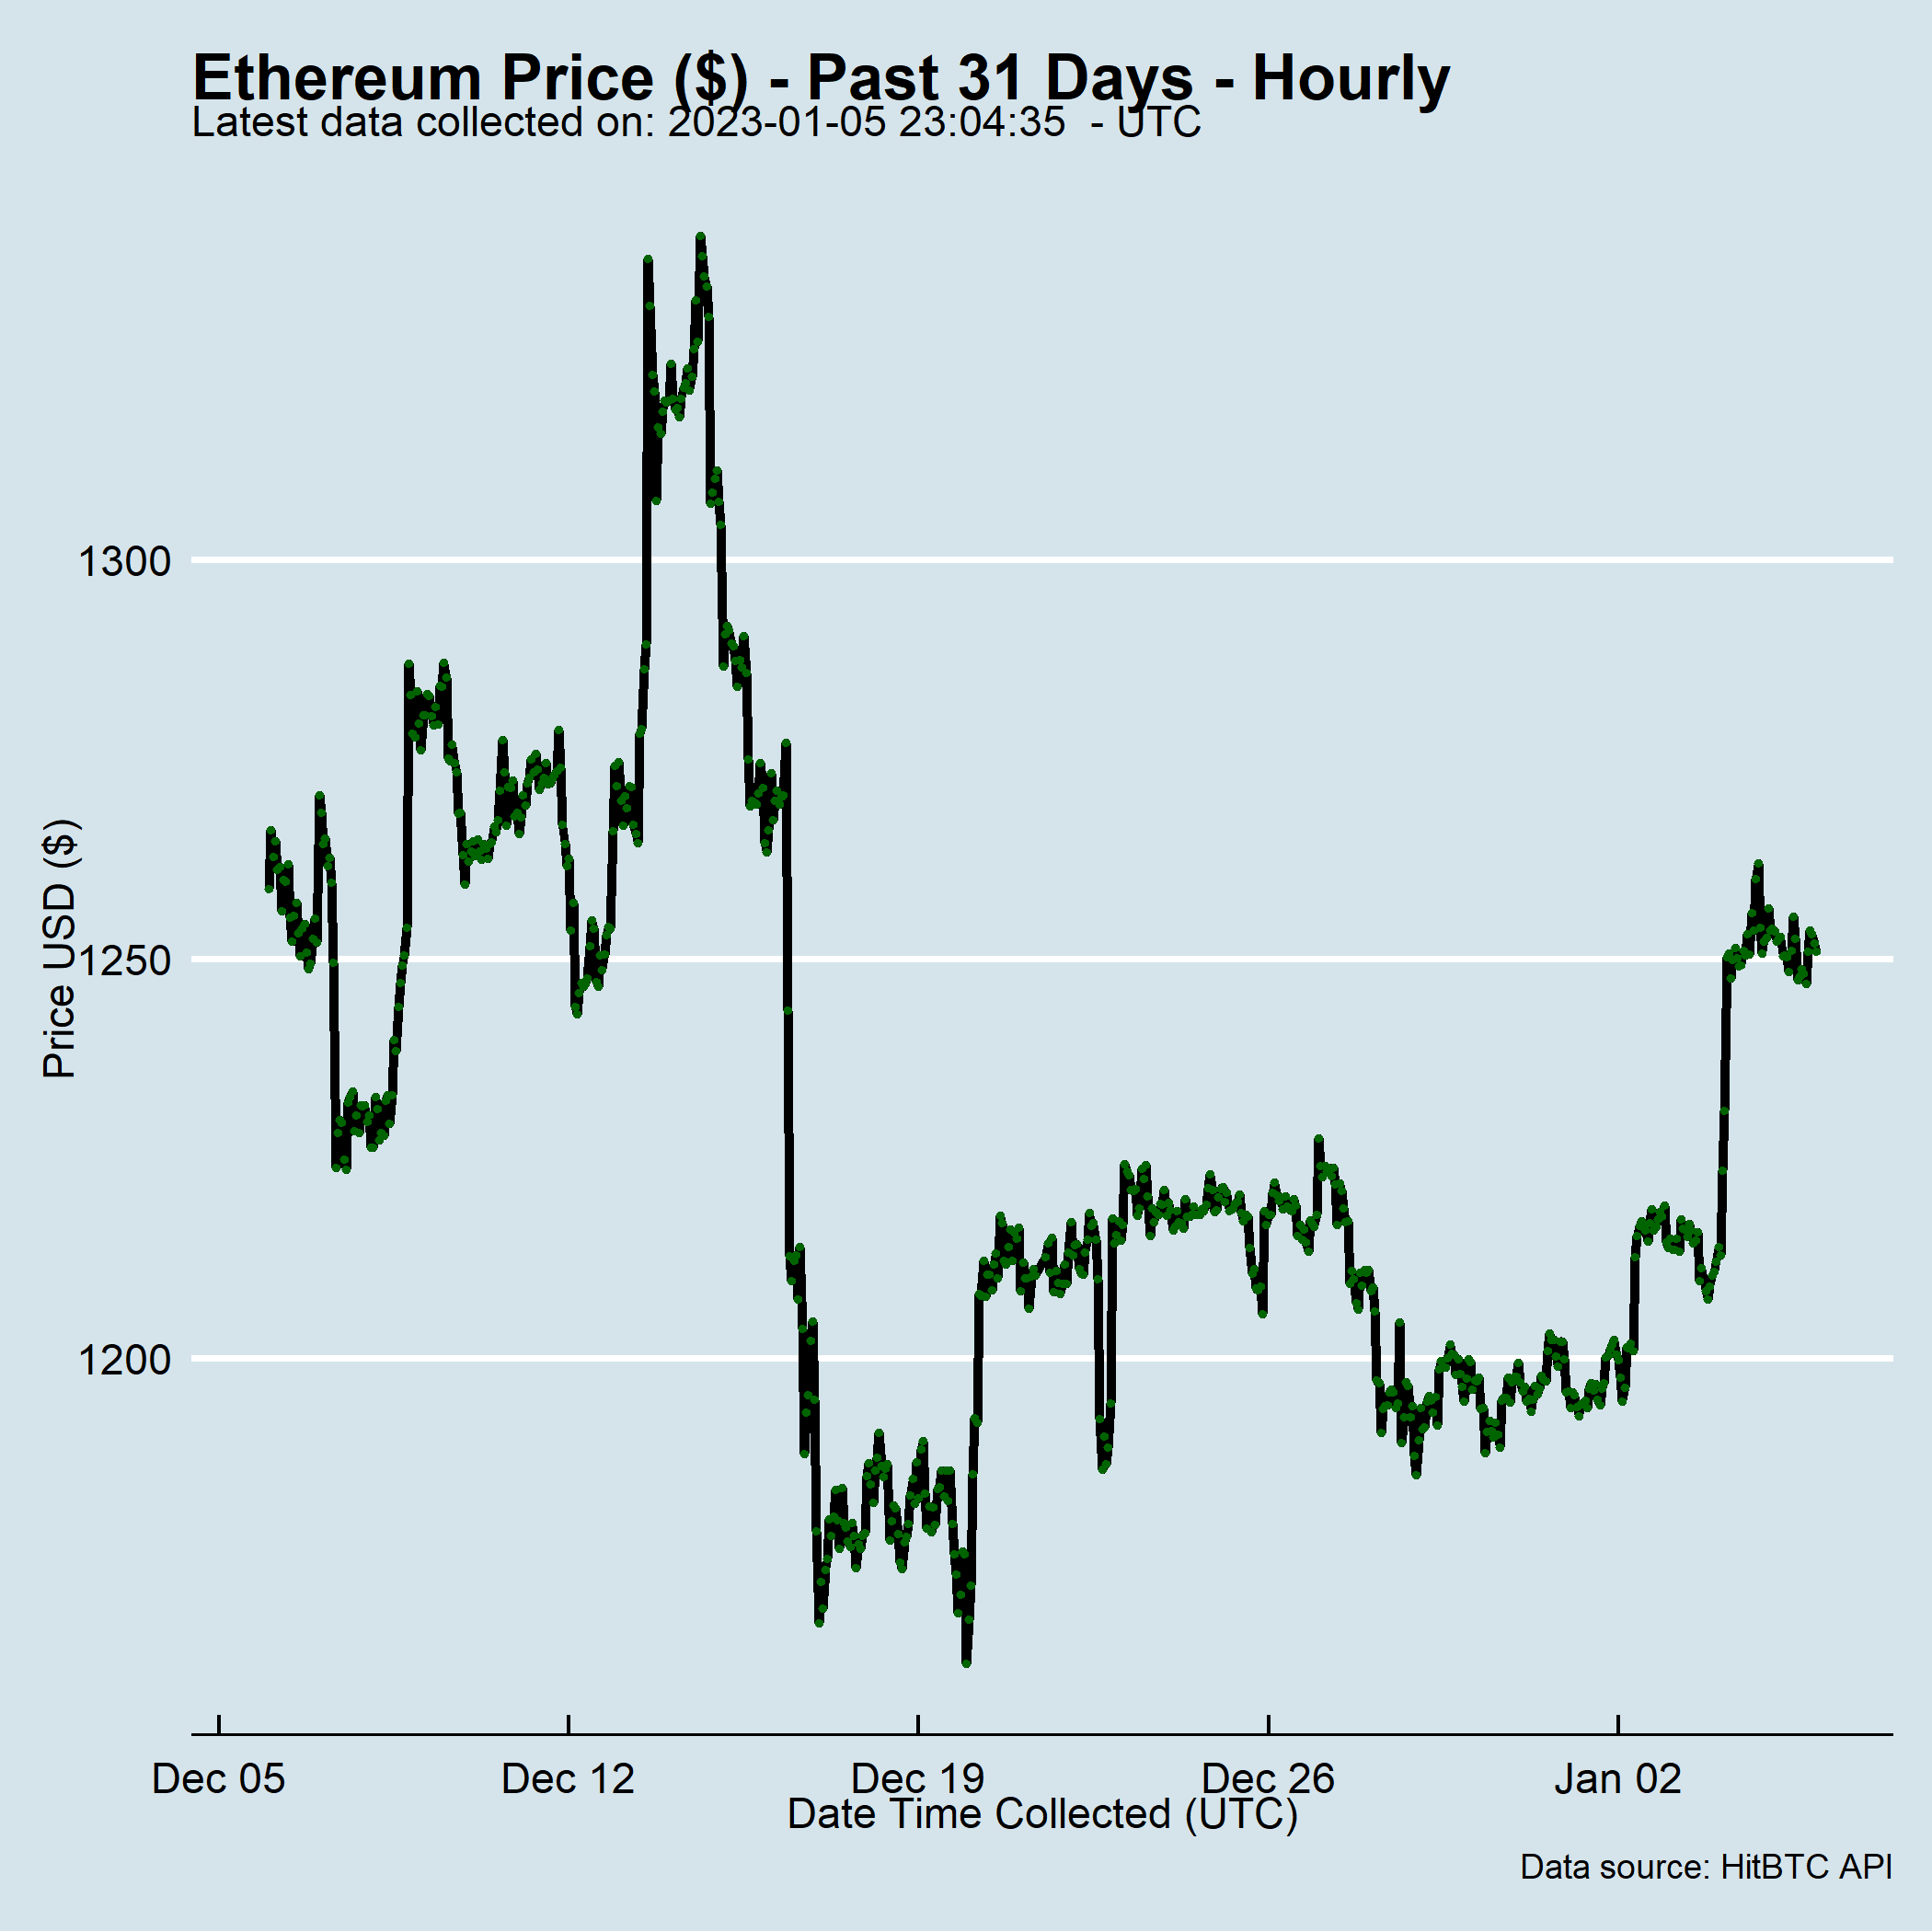 Ethereum Price ($) - Past 31 Days - Hourly
Latest data collected on: 2023-01-05 23:04:35  - UTC
Price USD ($)
1300
1250
1200
Dec 05
Dec 12
Dec 19
Dec 26
Jan 02
Date Time Collected (UTC)
Data source: HitBTC API